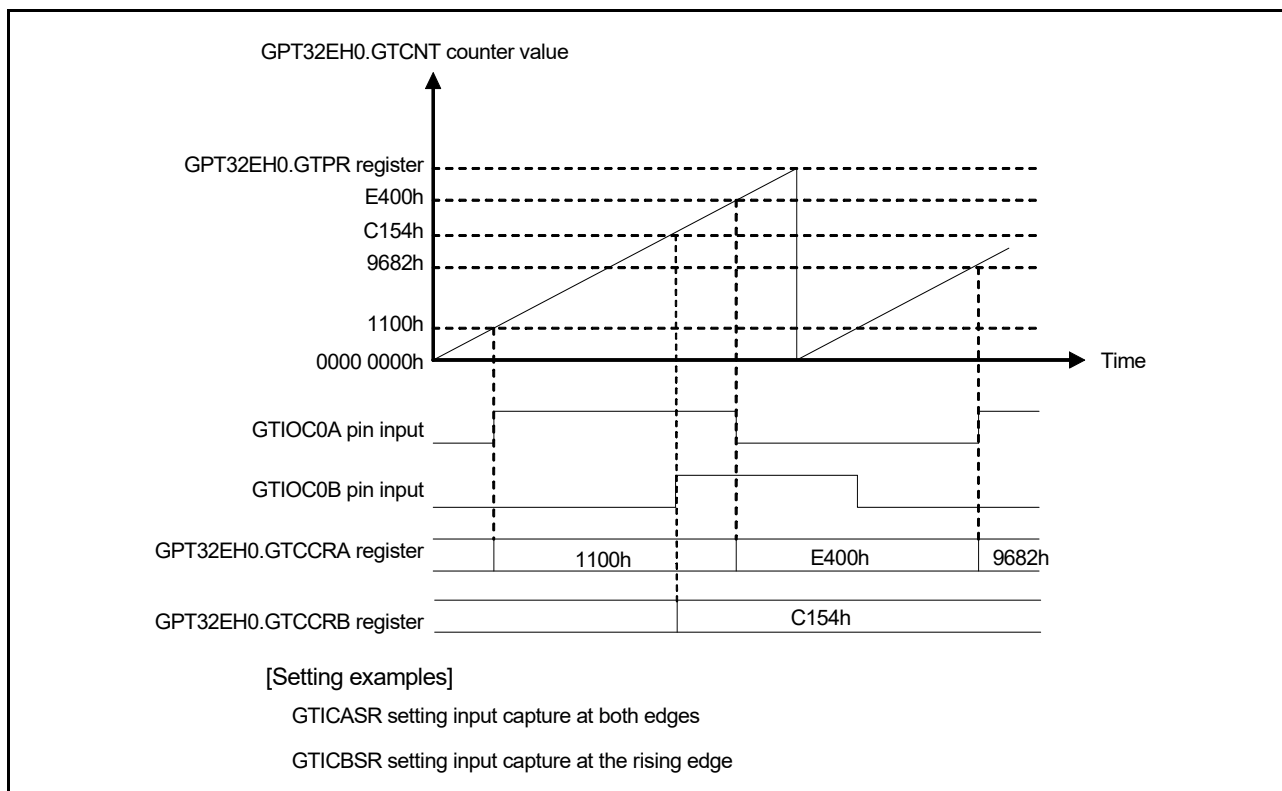 GPT32EH0.GTCNT counter value
GPT32EH0.GTPR register
E400h
C154h
9682h
1100h
0000 0000h
Time
GTIOC0A pin input
GTIOC0B pin input
GPT32EH0.GTCCRA register
1100h
E400h
9682h
GPT32EH0.GTCCRB register
C154h
[Setting examples]
GTICASR setting input capture at both edges
GTICBSR setting input capture at the rising edge